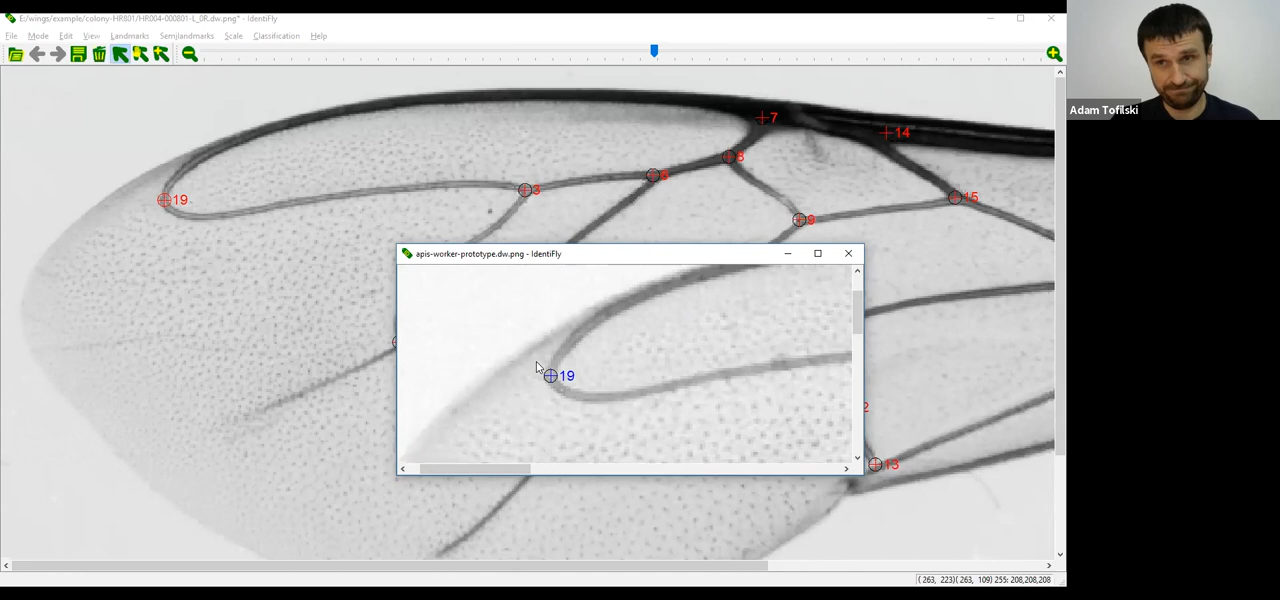 E:/wings/example/colony-HR801/HR004-000801-L_0R.dw.png* - IdentiFly
File Mode Edit View Landmarks Semilandmarks Scale Classification Help
7
14
8
6
3
15
19
9
Adam Tofilski
apis-worker-prototype.dw.png - IdentiFly
19
2
13
( 263, 223)( 263, 109) 255: 208,208,208